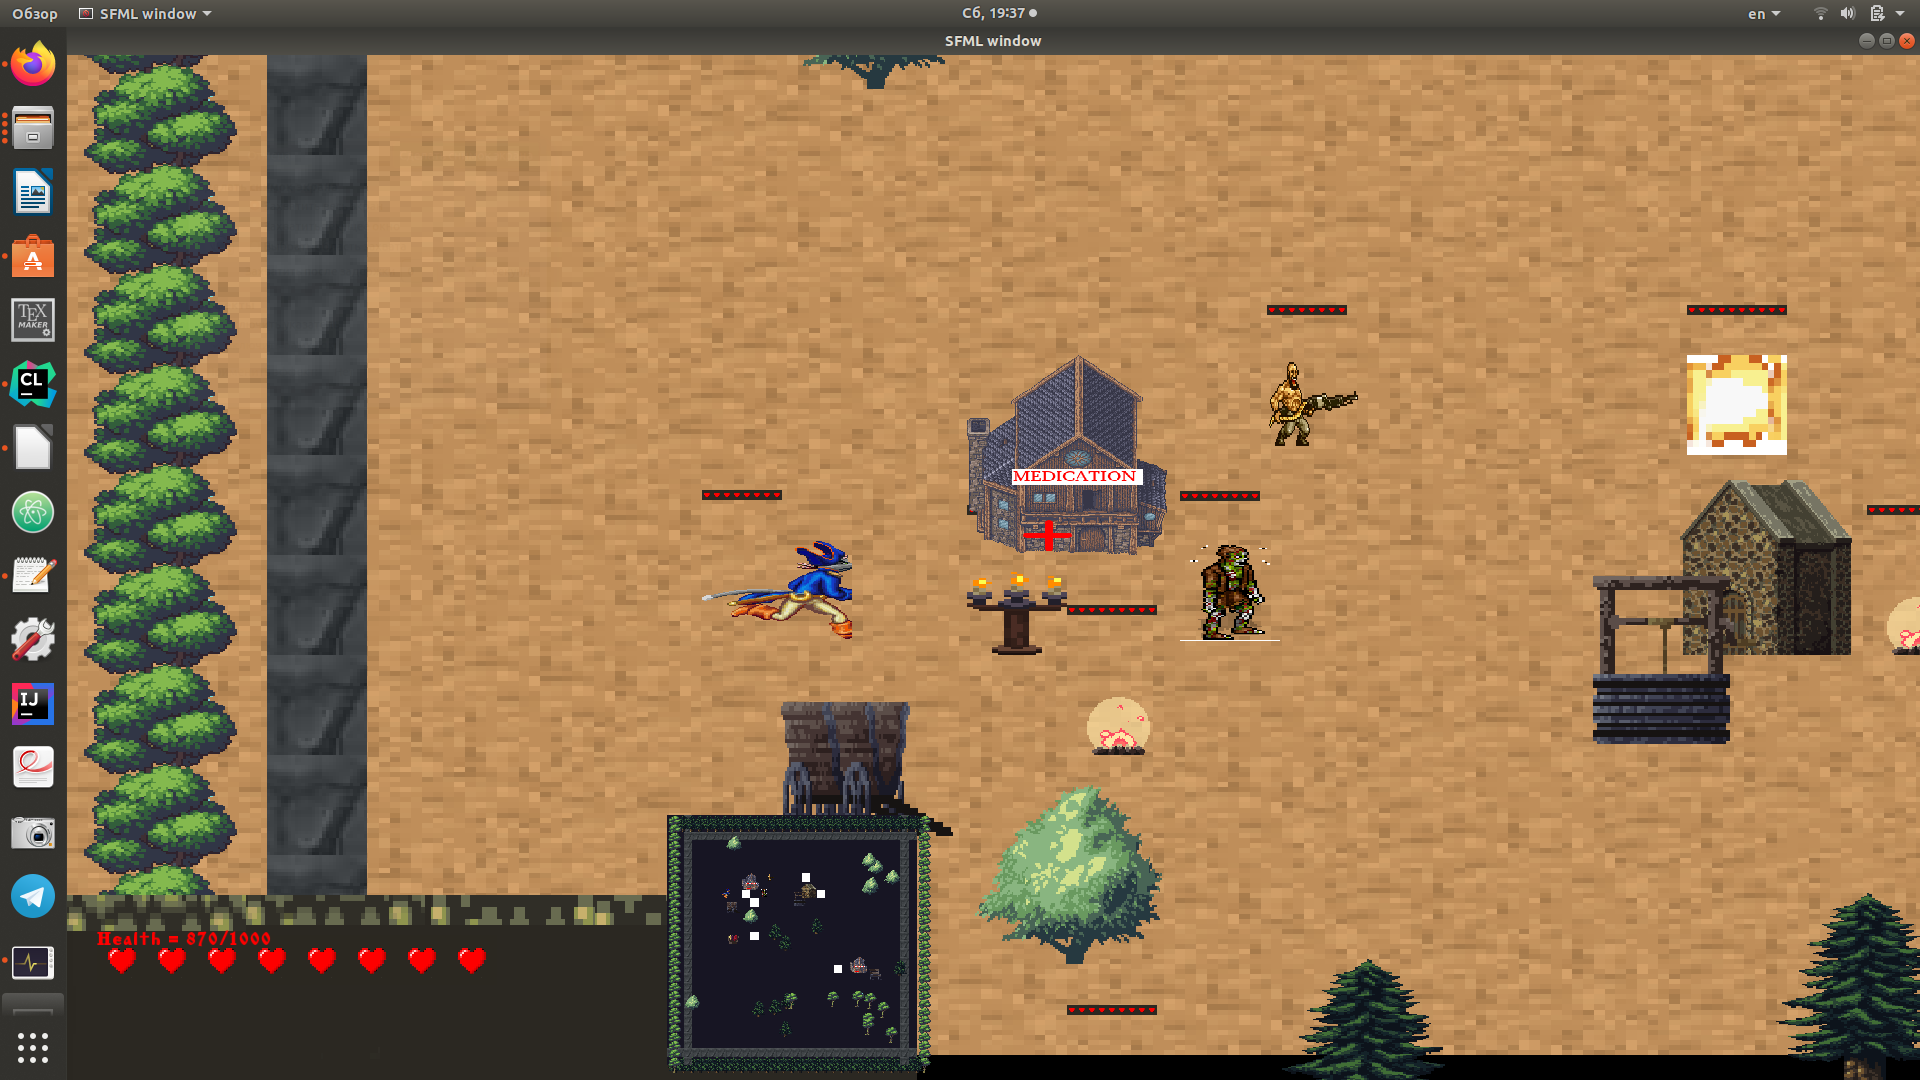 Обзор
SFML window
Сб, 19:37
en
SFML window
TEX
MAKER
CL
IJ
MEDICATION
Health = 870/1000